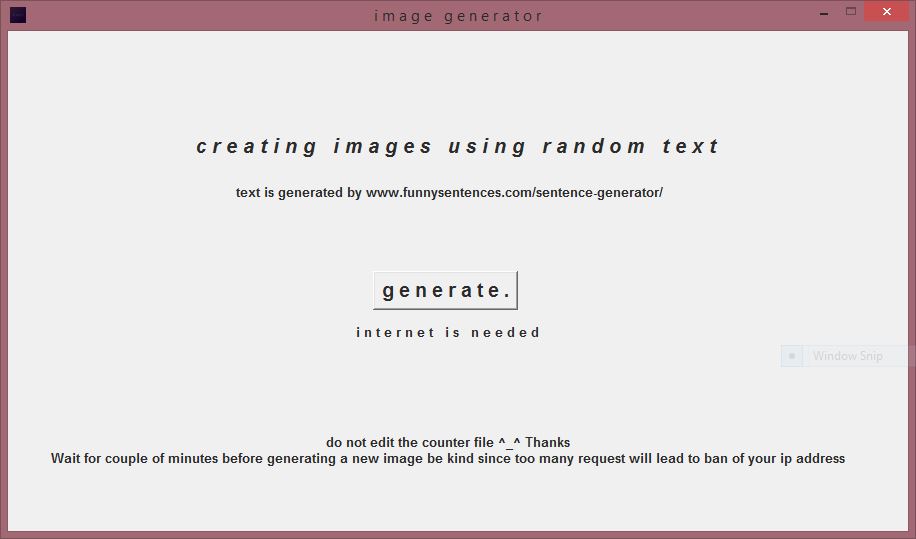 image generator
creating images using random text
text is generated by www.funnysentences.com/sentence-generator/
generate.
internet is needed
Window Snip
do not edit the counter file ^_^ Thanks
Wait for couple of minutes before generating a new image be kind since too many request will lead to ban of your ip address